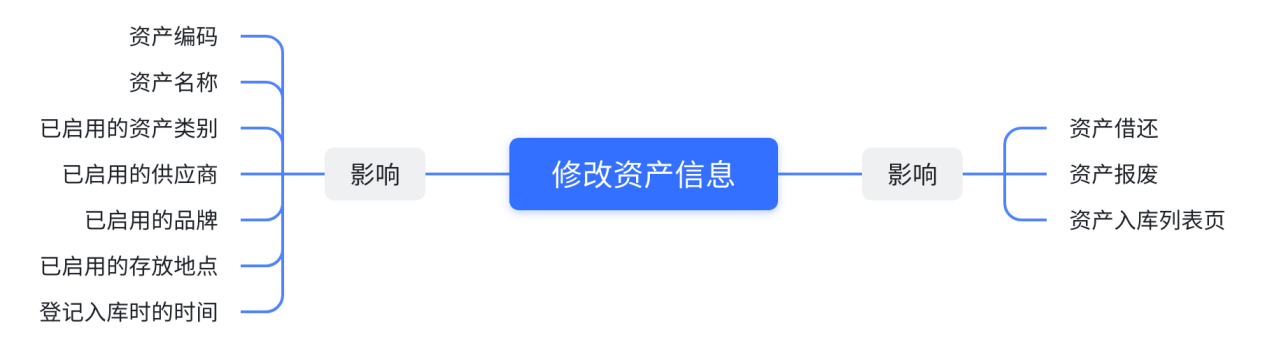 资产编码
资产名称
已启用的资产类别
已启用的供应商
已启用的品牌
已启用的存放地点
登记入库时的时间
影响
修改资产信息
影响
资产借还
资产报废
资产入库列表页